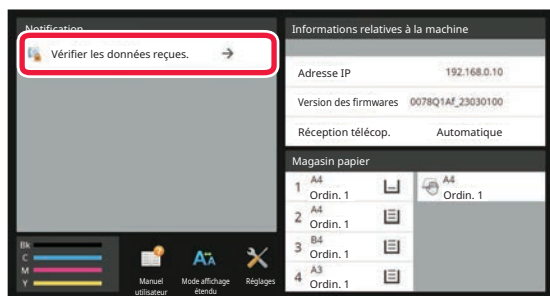 Notification
Vérifier les données reçues.
Bk
C
M
Y
Manuel
utilisateur
Mode affichage
étendu
Réglages
Informations relatives à la machine
Adresse IP 192.168.0.10
Version des firmwares 0078Q1Af_23030100
Réception télécop. Automatique
Magasin papier
1 A4
Ordin. 1
A4
Ordin. 1
2 A4
Ordin. 1
3 B4
Ordin. 1
4 A3
Ordin. 1